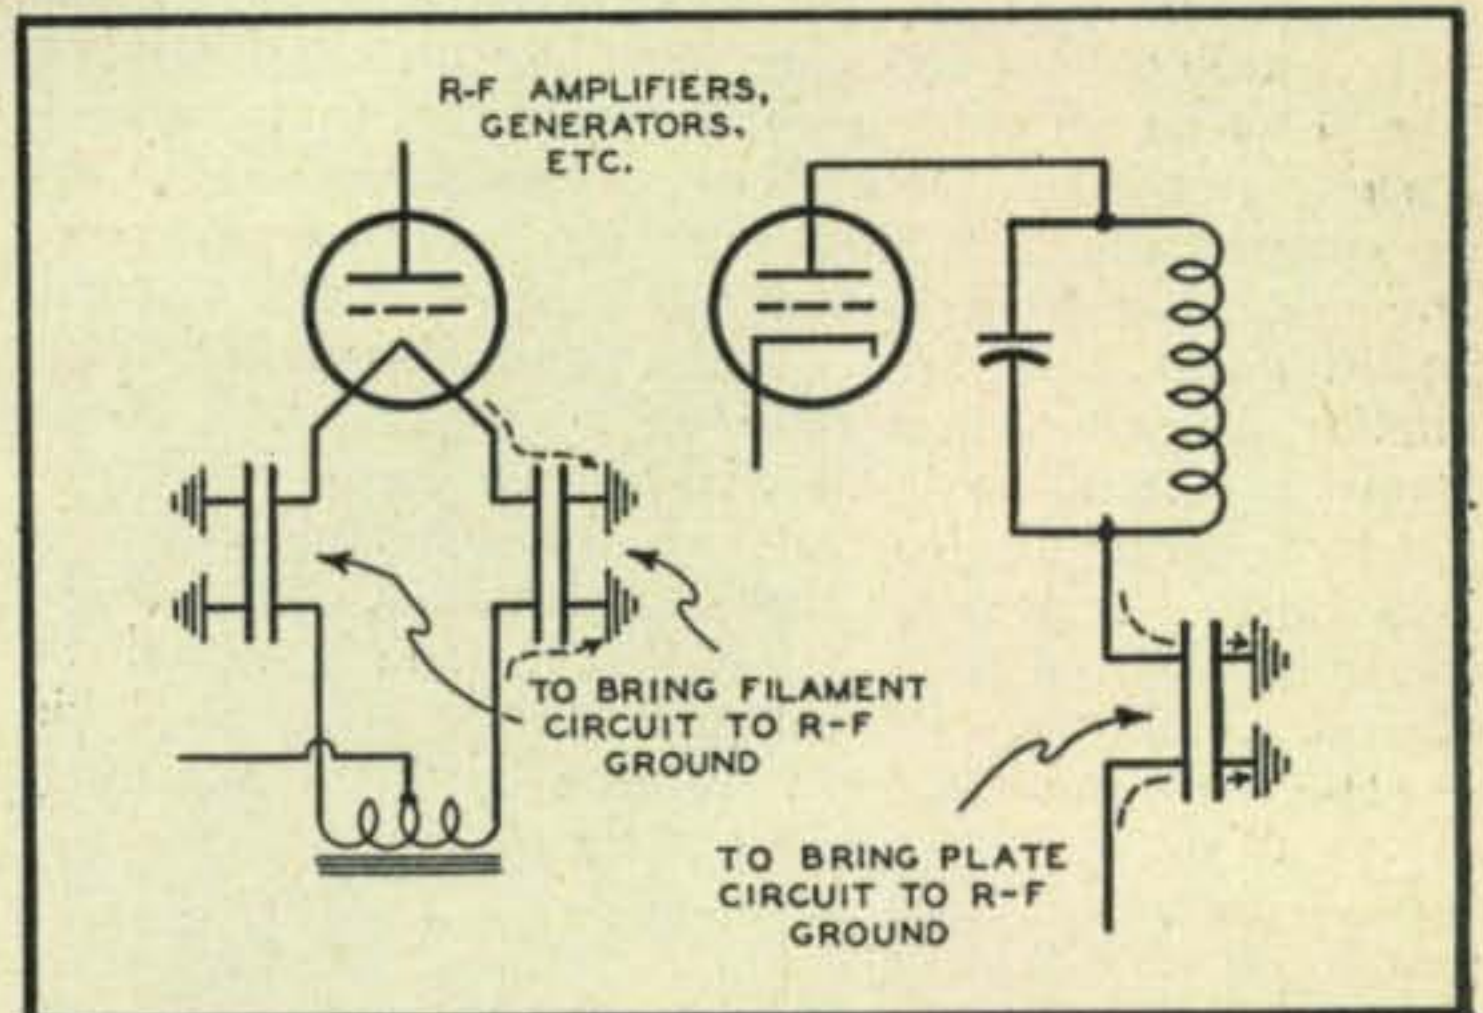 R-F AMPLIFIERS,
GENERATORS,
ETC.
TO BRING FILAMENT
CIRCUIT TO R-F
GROUND
TO BRING PLATE
CIRCUIT TO R-F
GROUND